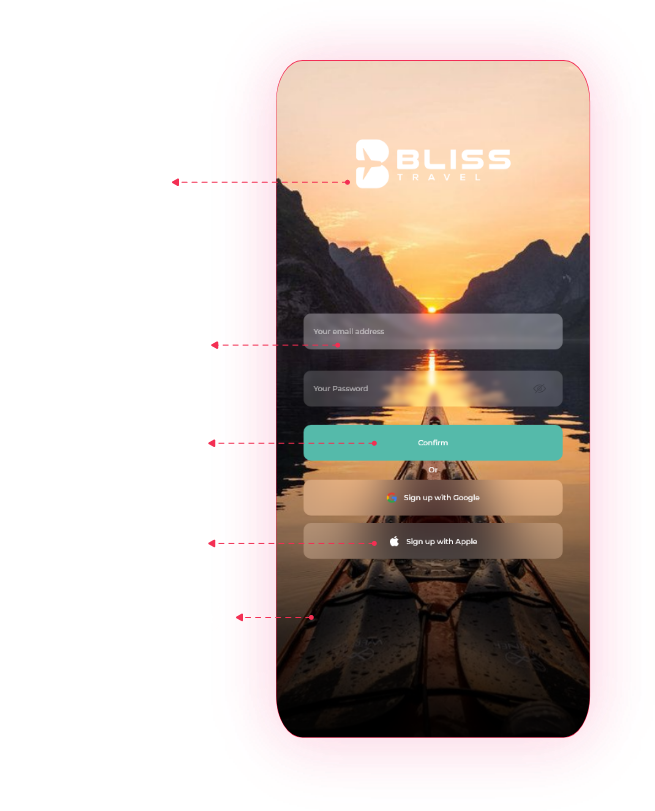 BLISS
TRAVEL
Your email address
Your Password
Confirm
Or
Sign up with Google
Sign up with Apple